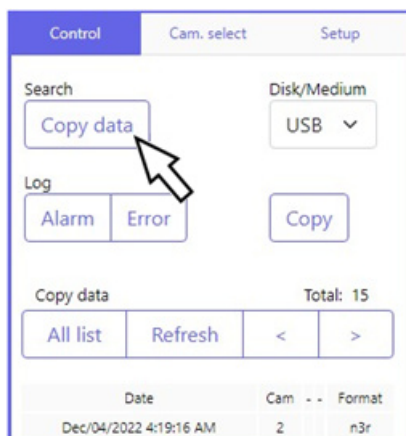 Control Cam. select Setup
Search Disk/Medium
Copy data USB
Log
Alarm Error Copy
Copy data Total: 15
All list Refresh < >
Date Cam - - Format
Dec/04/2022 4:19:16 AM 2 n3r